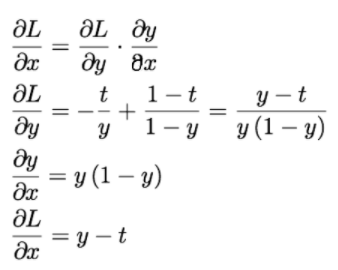 ∂L/∂x = ∂L/∂y · ∂y/∂x
∂L/∂y = −t/y + (1 − t)/(1 − y) = (y − t)/(y (1 − y))
∂y/∂x = y (1 − y)
∂L/∂x = y − t